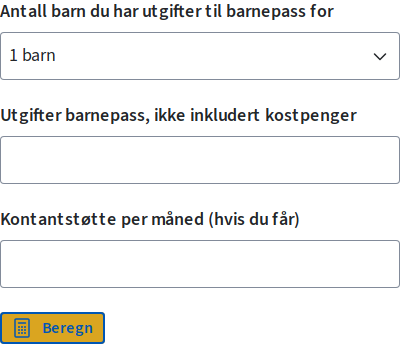 Antall barn du har utgifter til barnepass for
1 barn
Utgifter barnepass, ikke inkludert kostpenger
Kontantstøtte per måned (hvis du får)
Beregn